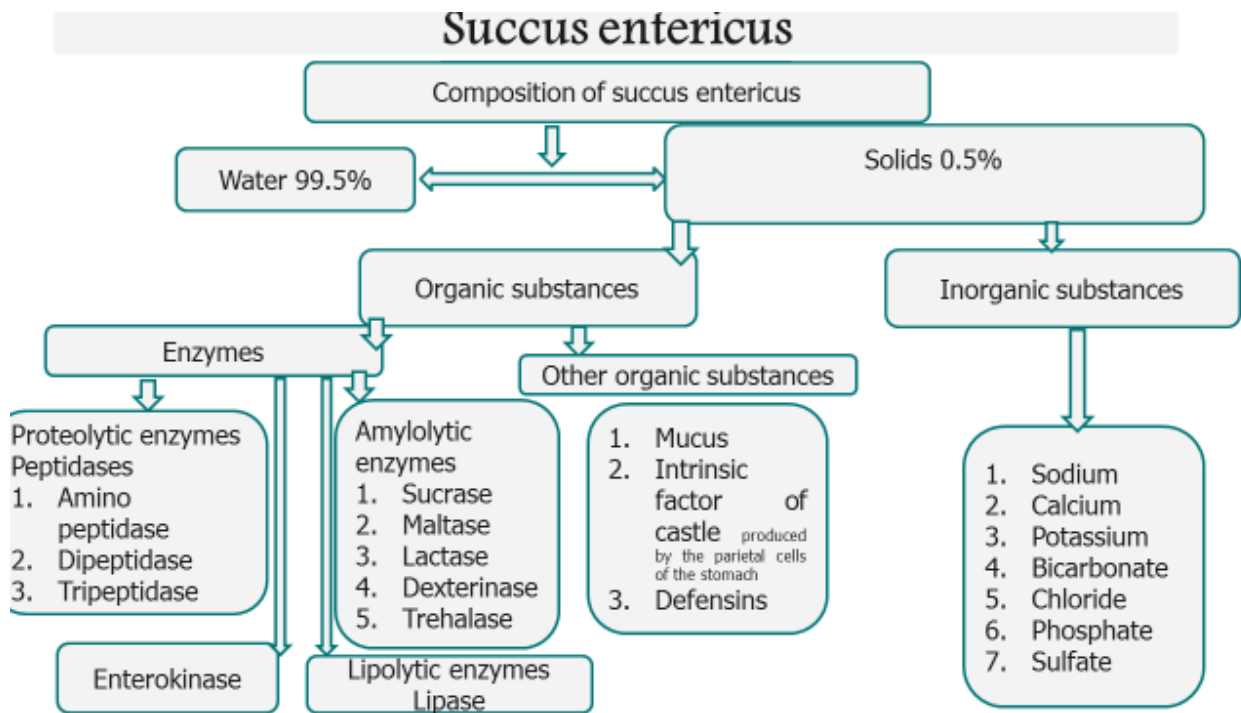 Succus entericus
Composition of succus entericus
Water 99.5%
Solids 0.5%
Organic substances
Inorganic substances
Enzymes
Other organic substances
Proteolytic enzymes
Peptidases
1. Amino
peptidase
2. Dipeptidase
3. Tripeptidase
Amylolytic
enzymes
1. Sucrase
2. Maltase
3. Lactase
4. Dexterinase
5. Trehalase
1. Mucus
2. Intrinsic
factor of
castle produced
by the parietal cells
of the stomach
3. Defensins
1. Sodium
2. Calcium
3. Potassium
4. Bicarbonate
5. Chloride
6. Phosphate
7. Sulfate
Enterokinase
Lipolytic enzymes
Lipase